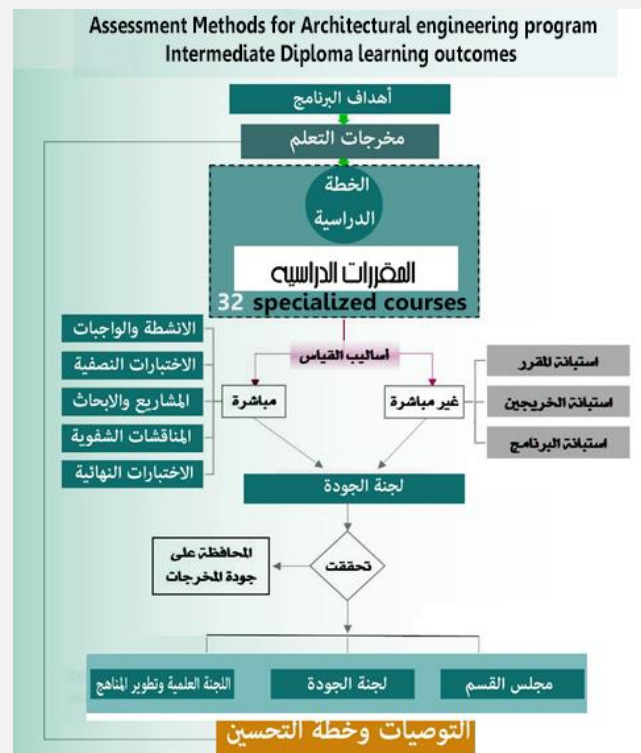 Assessment Methods for Architectural engineering program
Intermediate Diploma learning outcomes
أهداف البرنامج
مخرجات التعلم
الخطة
الدراسية
المقررات الدراسيه
32 specialized courses
أساليب القياس
مباشرة
غير مباشرة
الانشطة والواجبات
الاختبارات النصفية
المشاريع والابحاث
المناقشات الشفوية
الاختبارات النهائية
استبانة المقرر
استبانة الخريجين
استبانة البرنامج
لجنة الجودة
تحققت
المحافظة على
جودة المخرجات
مجلس القسم
لجنة الجودة
اللجنة العلمية وتطوير المناهج
التوصيات وخطة التحسين